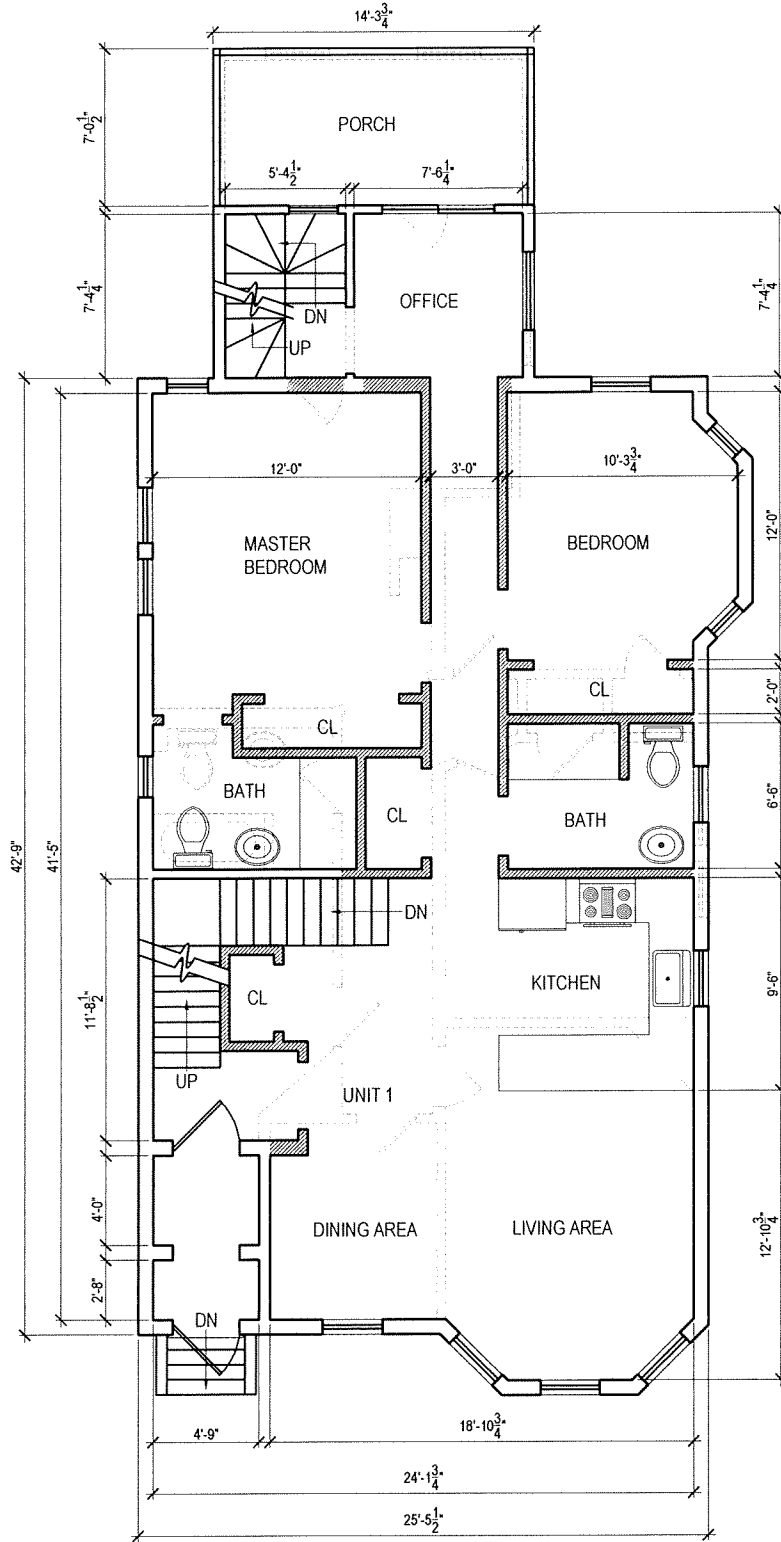 14'-3 3/4"
PORCH
7'-0 1/2"
5'-4 1/2"
7'-6 1/4"
7'-4 1/4"
OFFICE
7'-4 1/4"
DN
UP
12'-0"
3'-0"
10'-3 3/4"
MASTER
BEDROOM
BEDROOM
12'-0"
CL
2'-0"
CL
BATH
CL
BATH
6'-6"
42'-9"
41'-5"
DN
KITCHEN
9'-6"
CL
11'-8 1/2"
UP
UNIT 1
4'-0"
DINING AREA
LIVING AREA
12'-10 3/4"
2'-8"
DN
4'-9"
18'-10 3/4"
24'-1 3/4"
25'-5 1/2"